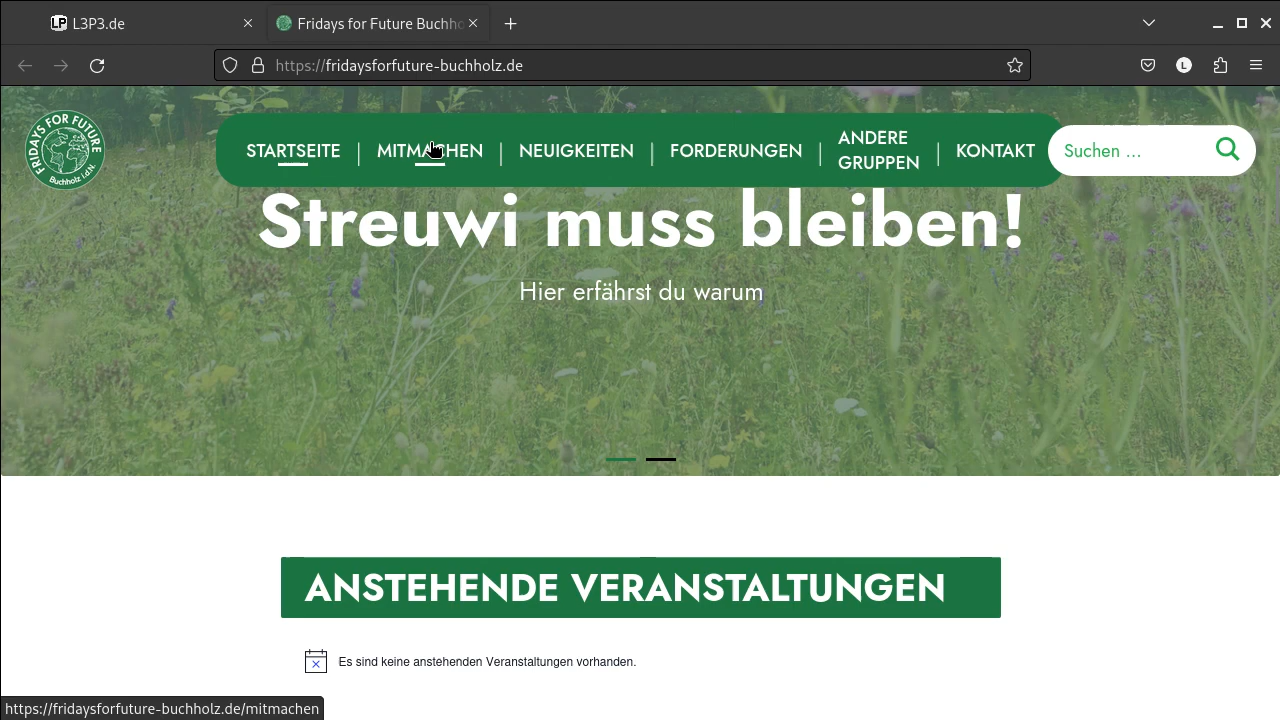 L3P3.de
Fridays for Future Buchho
https://fridaysforfuture-buchholz.de
L
FRIDAYS FOR FUTURE
Buchholz i.d.N.
STARTSEITE | MITMACHEN | NEUIGKEITEN | FORDERUNGEN | ANDERE GRUPPEN | KONTAKT
Suchen ...
Streuwi muss bleiben!
Hier erfährst du warum
ANSTEHENDE VERANSTALTUNGEN
Es sind keine anstehenden Veranstaltungen vorhanden.
https://fridaysforfuture-buchholz.de/mitmachen